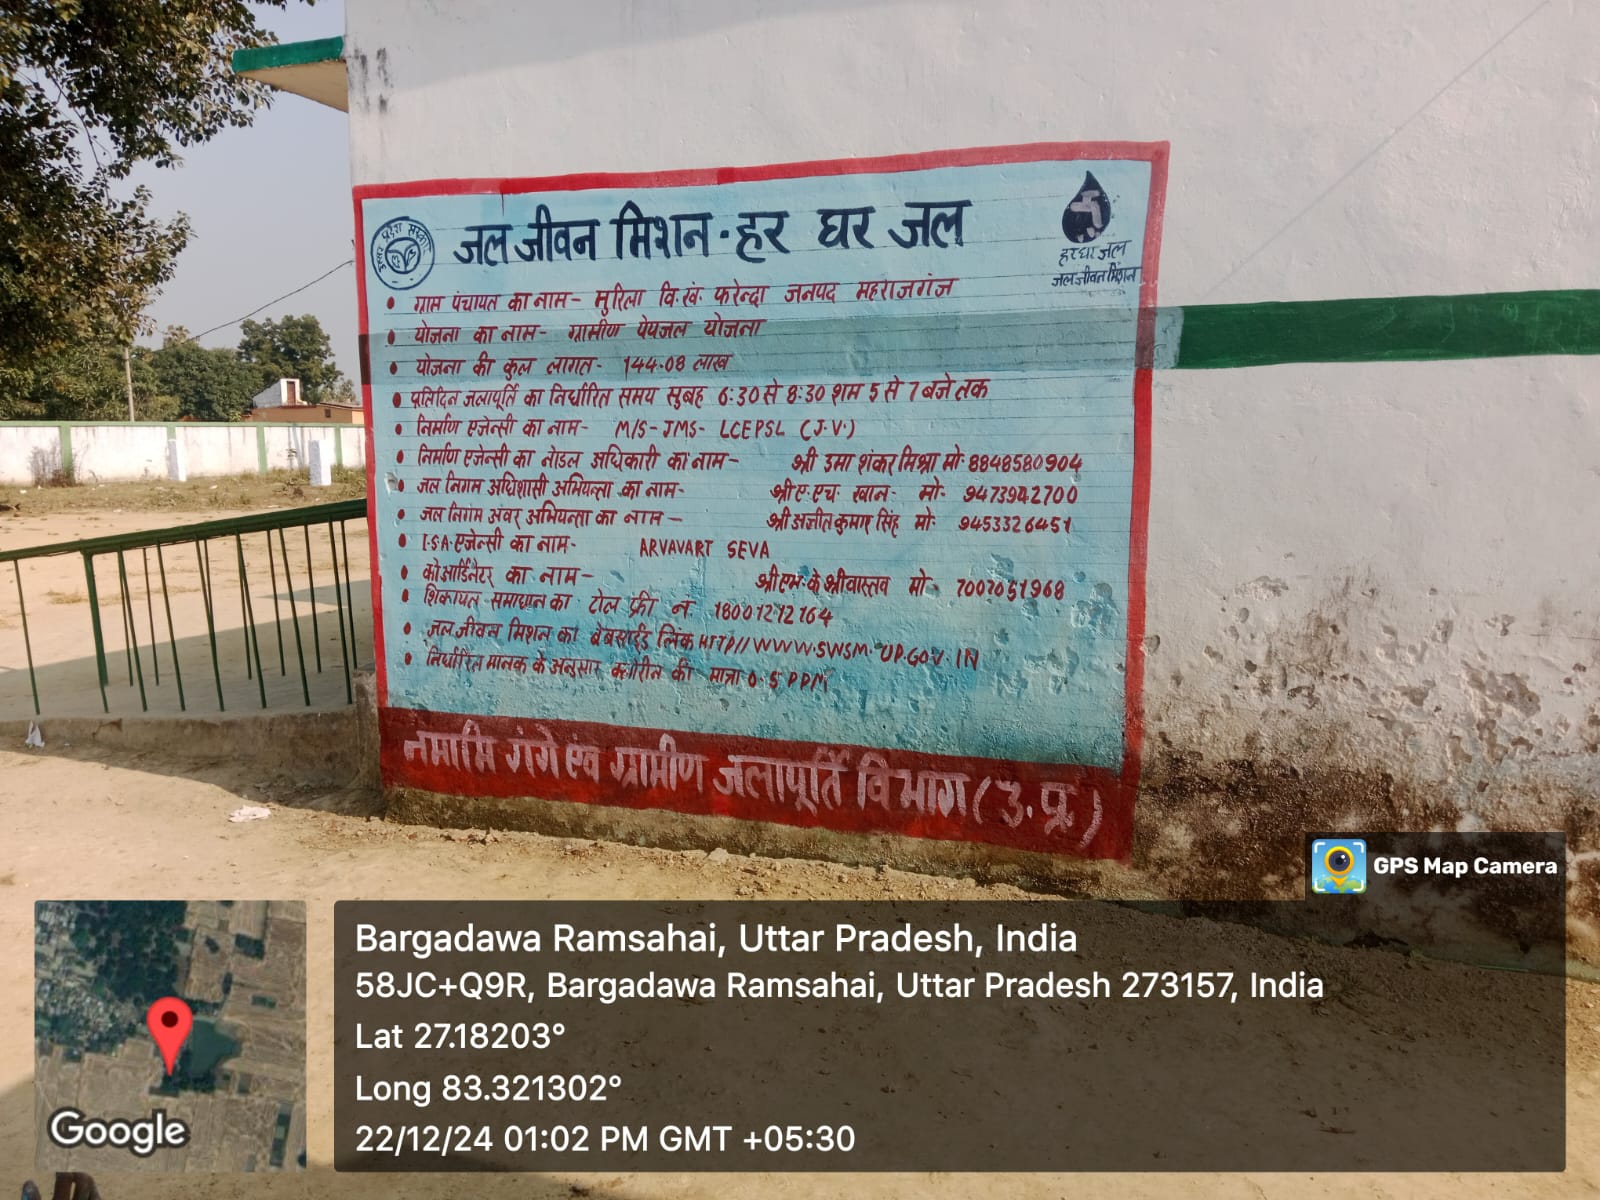 उत्तर प्रदेश सरकार
जल जीवन मिशन - हर घर जल
हर घर जल
जल जीवन मिशन
• ग्राम पंचायत का नाम - मुरिला वि. खं. फरेन्दा जनपद महराजगंज
• योजना का नाम - ग्रामीण पेयजल योजना
• योजना की कुल लागत - 144.08 लाख
• प्रतिदिन जलापूर्ति का निर्धारित समय सुबह 6:30 से 8:30 शाम 5 से 7 बजे तक
• निर्माण एजेन्सी का नाम - M/S - JMS - LCEPSL (J.V.)
• निर्माण एजेन्सी का नोडल अधिकारी का नाम - श्री उमा शंकर मिश्रा मो. 8848580904
• जल निगम अधिशासी अभियन्ता का नाम - श्री ए. एच. खान - मो. 9473942700
• जल निगम अवर अभियन्ता का नाम - श्री अजीत कुमार सिंह मो. 9453326451
• I.S.A. एजेन्सी का नाम - ARVAVART SEVA
• कोआर्डिनेटर का नाम - श्री एम. के श्रीवास्तव मो. 7007051968
• शिकायत समाधान का टोल फ्री न. 18001212164
• जल जीवन मिशन का वेबसाईड लिंक HTTP//WWW.SWSM.UP.GOV.IN
• निर्धारित मानक के अनुसार क्लोरीन की मात्रा 0.5 PPM
नमामि गंगे एंव ग्रामीण जलापूर्ति विभाग (उ. प्र.)
GPS Map Camera
Bargadawa Ramsahai, Uttar Pradesh, India
58JC+Q9R, Bargadawa Ramsahai, Uttar Pradesh 273157, India
Lat 27.18203°
Long 83.321302°
22/12/24 01:02 PM GMT +05:30
Google